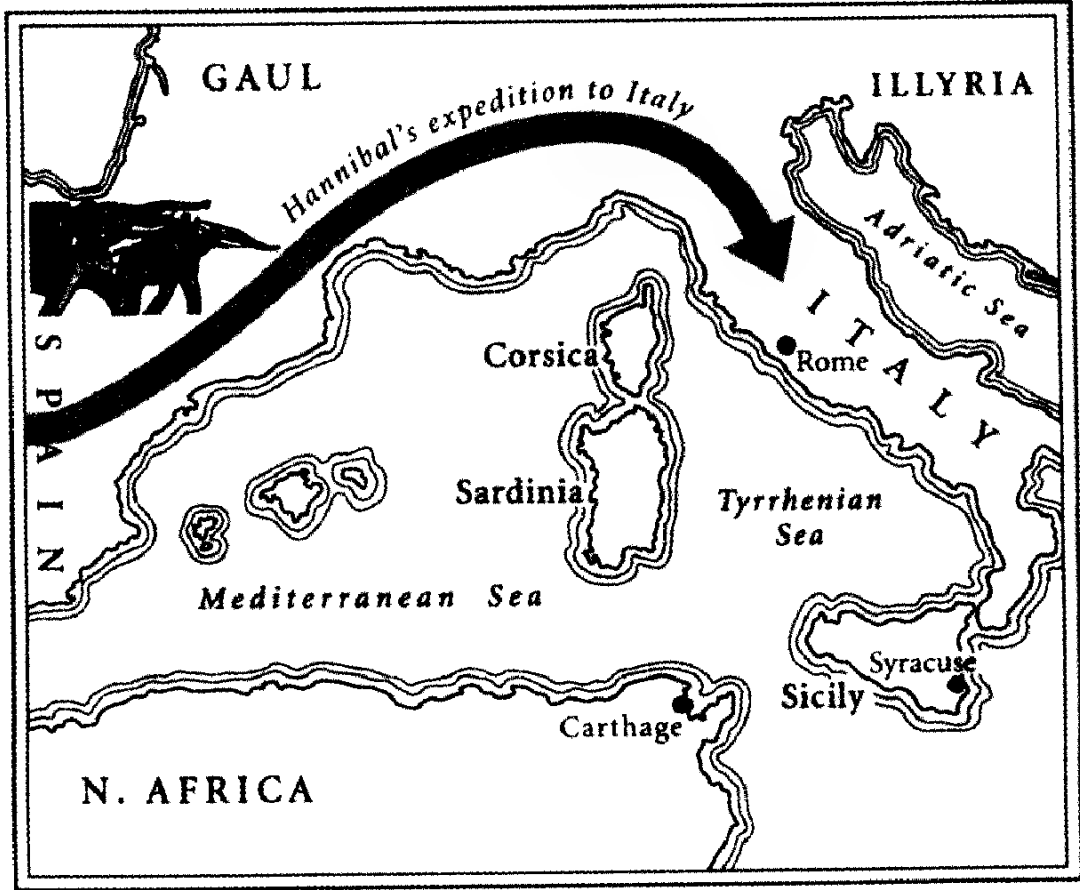 GAUL
ILLYRIA
Hannibal's expedition to Italy
Adriatic Sea
SPAIN
ITALY
Corsica
Rome
Sardinia
Tyrrhenian
Sea
Mediterranean Sea
Syracuse
Sicily
Carthage
N. AFRICA